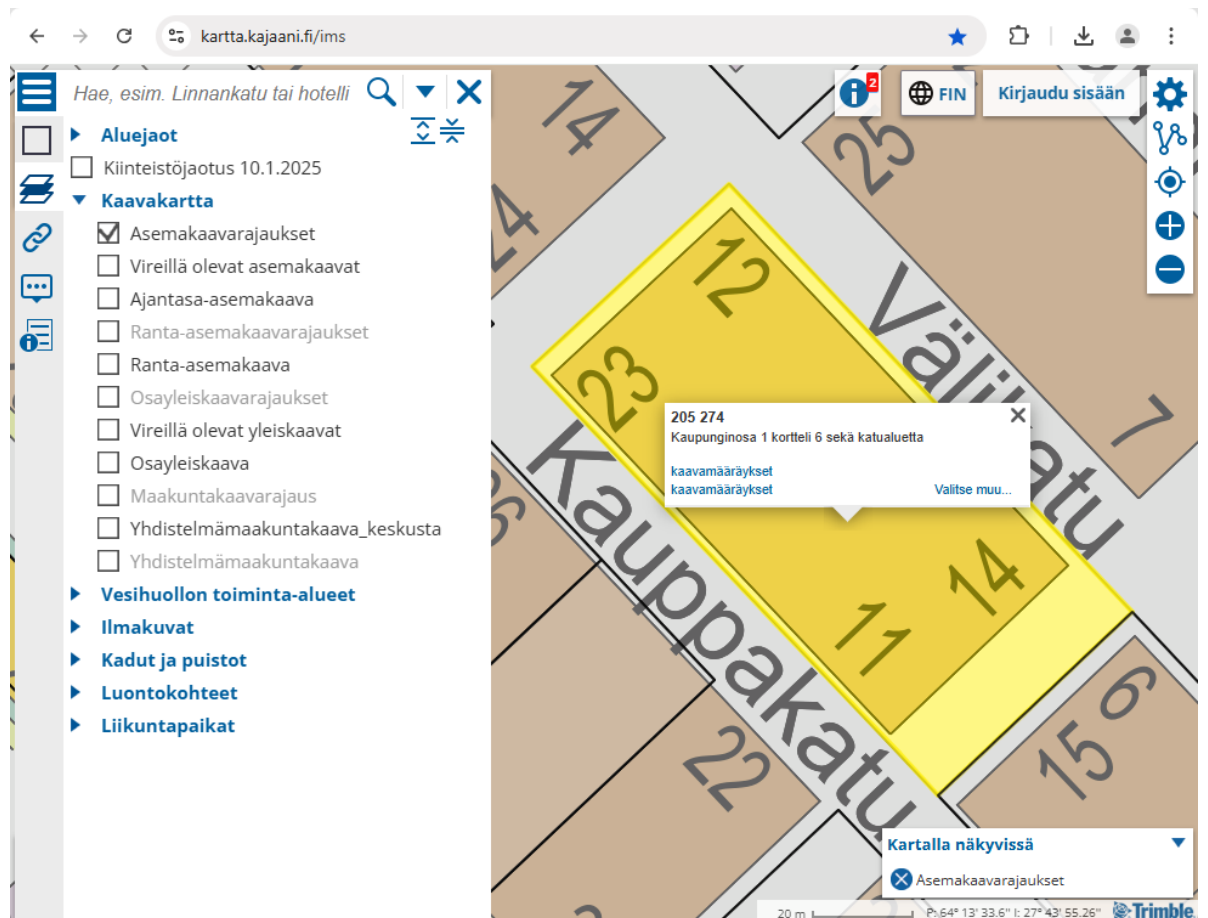 kartta.kajaani.fi/ims
Hae, esim. Linnankatu tai hotelli
2
FIN
Kirjaudu sisään
Aluejaot
Kiinteistöjaotus 10.1.2025
Kaavakartta
Asemakaavarajaukset
Vireillä olevat asemakaavat
Ajantasa-asemakaava
Ranta-asemakaavarajaukset
Ranta-asemakaava
Osayleiskaavarajaukset
Vireillä olevat yleiskaavat
Osayleiskaava
Maakuntakaavarajaus
Yhdistelmämaakuntakaava_keskusta
Yhdistelmämaakuntakaava
Vesihuollon toiminta-alueet
Ilmakuvat
Kadut ja puistot
Luontokohteet
Liikuntapaikat
14
25
24
12
23
7
205 274
Kaupunginosa 1 kortteli 6 sekä katualuetta
kaavamääräykset
kaavamääräykset
Valitse muu...
Kauppakatu
26
14
11
6
15
22
Kartalla näkyvissä
Asemakaavarajaukset
20 m
P: 64° 13' 33.6" I: 27° 43' 55.26"
Trimble